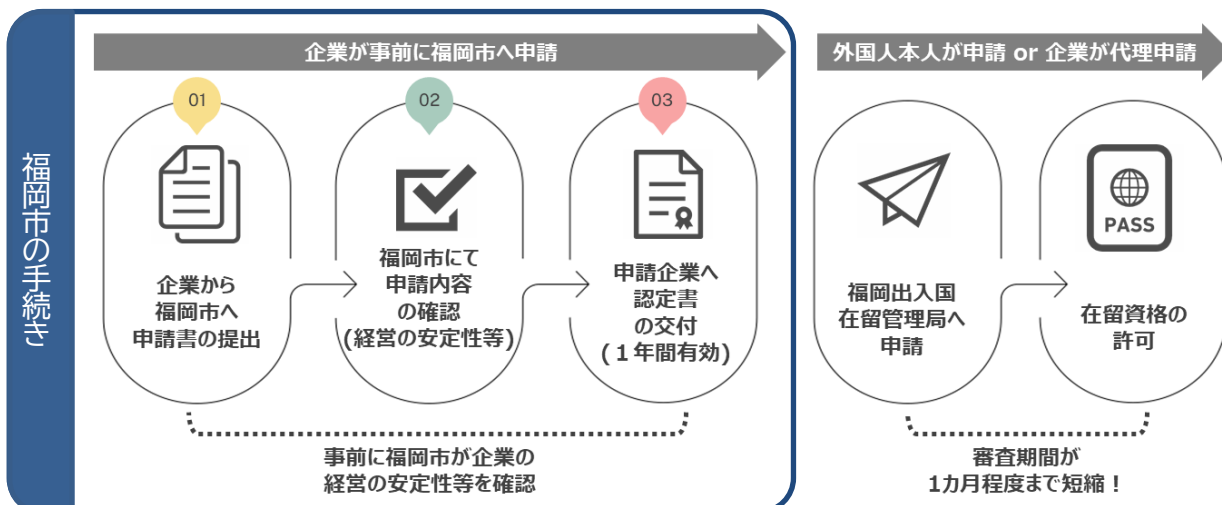 福岡市の手続き
企業が事前に福岡市へ申請
01
企業から
福岡市へ
申請書の提出
02
福岡市にて
申請内容
の確認
(経営の安定性等)
03
申請企業へ
認定書
の交付
(１年間有効)
事前に福岡市が企業の
経営の安定性等を確認
外国人本人が申請 or 企業が代理申請
福岡出入国
在留管理局へ
申請
PASS
在留資格の
許可
審査期間が
1カ月程度まで短縮！